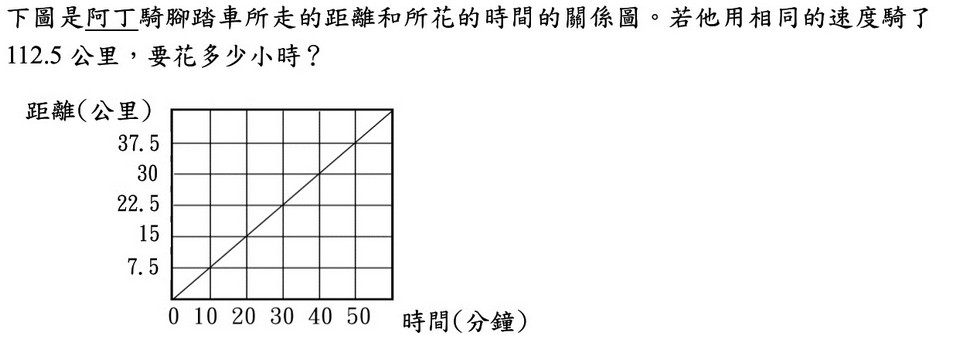 下圖是阿丁騎腳踏車所走的距離和所花的時間的關係圖。若他用相同的速度騎了
112.5 公里,要花多少小時?
距離(公里)
37.5
30
22.5
15
7.5
0 10 20 30 40 50
時間(分鐘)